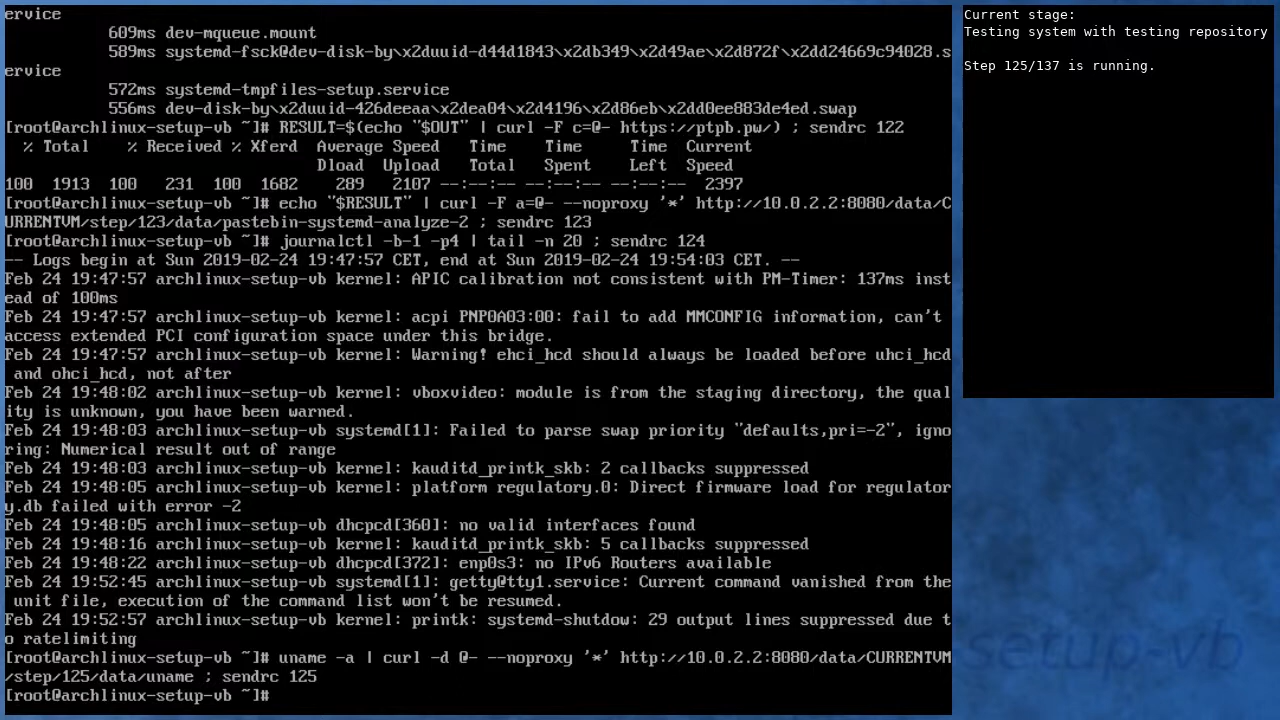 ervice
609ms dev-mqueue.mount
589ms systemd-fsck@dev-disk-by\x2duuid-d44d1843\x2db349\x2d49ae\x2d872f\x2dd24669c94028.s
ervice
572ms systemd-tmpfiles-setup.service
556ms dev-disk-by\x2duuid-426deeaa\x2dea04\x2d4196\x2d86eb\x2dd0ee883de4ed.swap
[root@archlinux-setup-vb ~]# RESULT=$(echo "$OUT" | curl -F c=@- https://ptpb.pw/) ; sendrc 122
% Total    % Received % Xferd  Average Speed   Time    Time     Time  Current
Dload  Upload   Total   Spent    Left  Speed
100  1913  100   231  100  1682    289   2107 --:--:-- --:--:-- --:--:--  2397
[root@archlinux-setup-vb ~]# echo "$RESULT" | curl -F a=@- --noproxy '*' http://10.0.2.2:8080/data/C
URRENTVM/step/123/data/pastebin-systemd-analyze-2 ; sendrc 123
[root@archlinux-setup-vb ~]# journalctl -b-1 -p4 | tail -n 20 ; sendrc 124
-- Logs begin at Sun 2019-02-24 19:47:57 CET, end at Sun 2019-02-24 19:54:03 CET. --
Feb 24 19:47:57 archlinux-setup-vb kernel: APIC calibration not consistent with PM-Timer: 137ms inst
ead of 100ms
Feb 24 19:47:57 archlinux-setup-vb kernel: acpi PNP0A03:00: fail to add MMCONFIG information, can't
access extended PCI configuration space under this bridge.
Feb 24 19:47:57 archlinux-setup-vb kernel: Warning! ehci_hcd should always be loaded before uhci_hcd
and ohci_hcd, not after
Feb 24 19:48:02 archlinux-setup-vb kernel: vboxvideo: module is from the staging directory, the qual
ity is unknown, you have been warned.
Feb 24 19:48:03 archlinux-setup-vb systemd[1]: Failed to parse swap priority "defaults,pri=-2", igno
ring: Numerical result out of range
Feb 24 19:48:03 archlinux-setup-vb kernel: kauditd_printk_skb: 2 callbacks suppressed
Feb 24 19:48:05 archlinux-setup-vb kernel: platform regulatory.0: Direct firmware load for regulator
y.db failed with error -2
Feb 24 19:48:05 archlinux-setup-vb dhcpcd[360]: no valid interfaces found
Feb 24 19:48:16 archlinux-setup-vb kernel: kauditd_printk_skb: 5 callbacks suppressed
Feb 24 19:48:22 archlinux-setup-vb dhcpcd[372]: enp0s3: no IPv6 Routers available
Feb 24 19:52:45 archlinux-setup-vb systemd[1]: getty@tty1.service: Current command vanished from the
unit file, execution of the command list won't be resumed.
Feb 24 19:52:57 archlinux-setup-vb kernel: printk: systemd-shutdow: 29 output lines suppressed due t
o ratelimiting
[root@archlinux-setup-vb ~]# uname -a | curl -d @- --noproxy '*' http://10.0.2.2:8080/data/CURRENTVM
/step/125/data/uname ; sendrc 125
[root@archlinux-setup-vb ~]#
Current stage:
Testing system with testing repository
Step 125/137 is running.
setup-vb